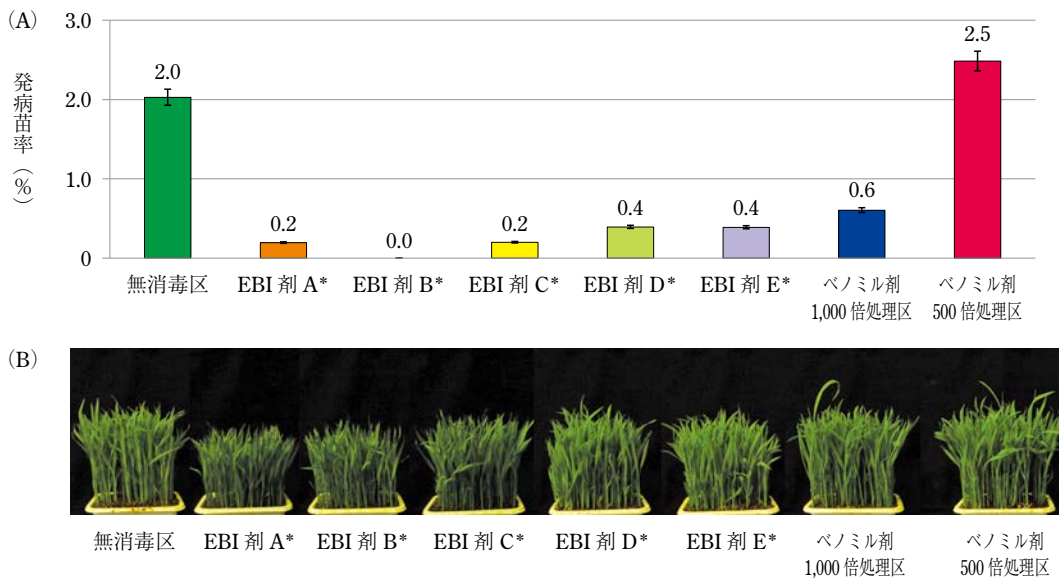 (A)
発病苗率（%）
3.0
2.0
1.0
0
2.0
0.2
0.0
0.2
0.4
0.4
0.6
2.5
無消毒区
EBI 剤 A*
EBI 剤 B*
EBI 剤 C*
EBI 剤 D*
EBI 剤 E*
ベノミル剤
1,000 倍処理区
ベノミル剤
500 倍処理区
(B)
無消毒区
EBI 剤 A*
EBI 剤 B*
EBI 剤 C*
EBI 剤 D*
EBI 剤 E*
ベノミル剤
1,000 倍処理区
ベノミル剤
500 倍処理区